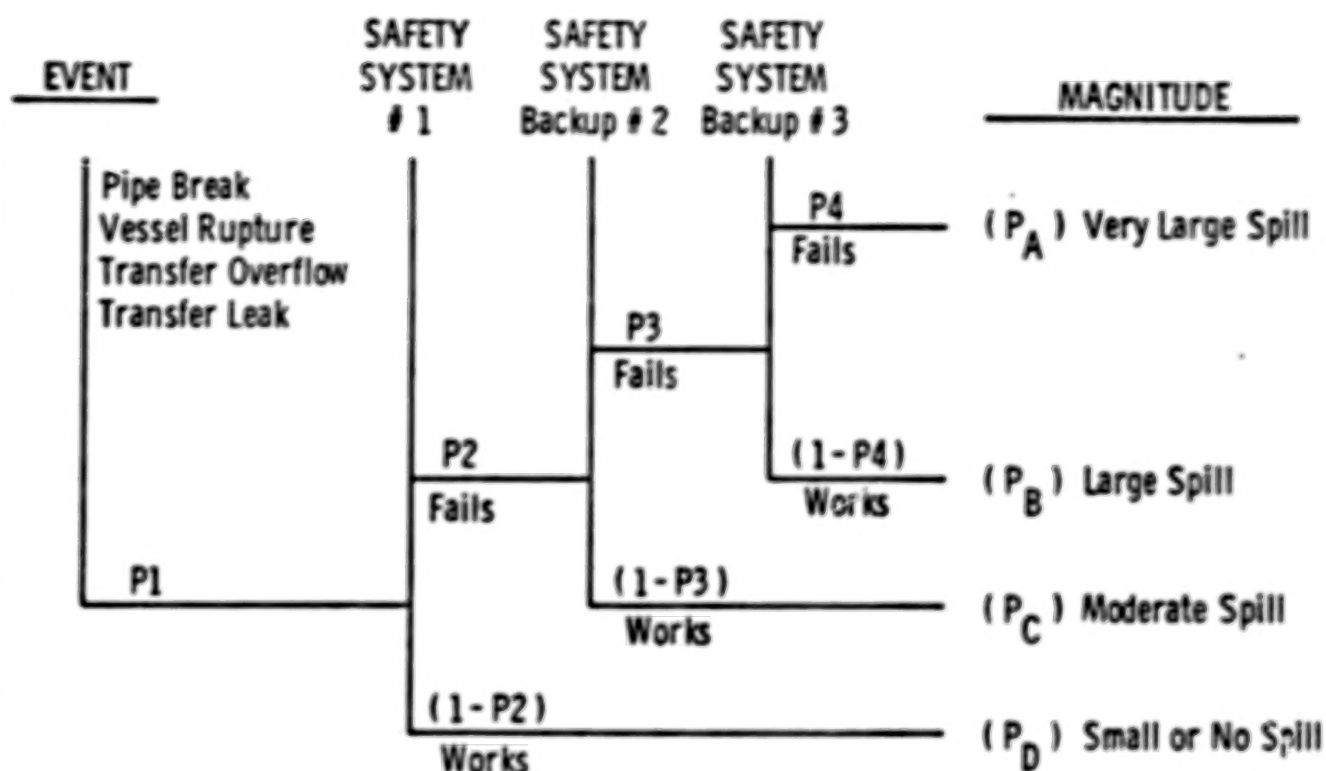 EVENT
SAFETY
SYSTEM
# 1
SAFETY
SYSTEM
Backup # 2
SAFETY
SYSTEM
Backup # 3
MAGNITUDE
Pipe Break
Vessel Rupture
Transfer Overflow
Transfer Leak
P4
Fails
(PA) Very Large Spill
P3
Fails
P2
Fails
(1-P4)
Works
(PB) Large Spill
P1
(1-P3)
Works
(PC) Moderate Spill
(1-P2)
Works
(PD) Small or No Spill